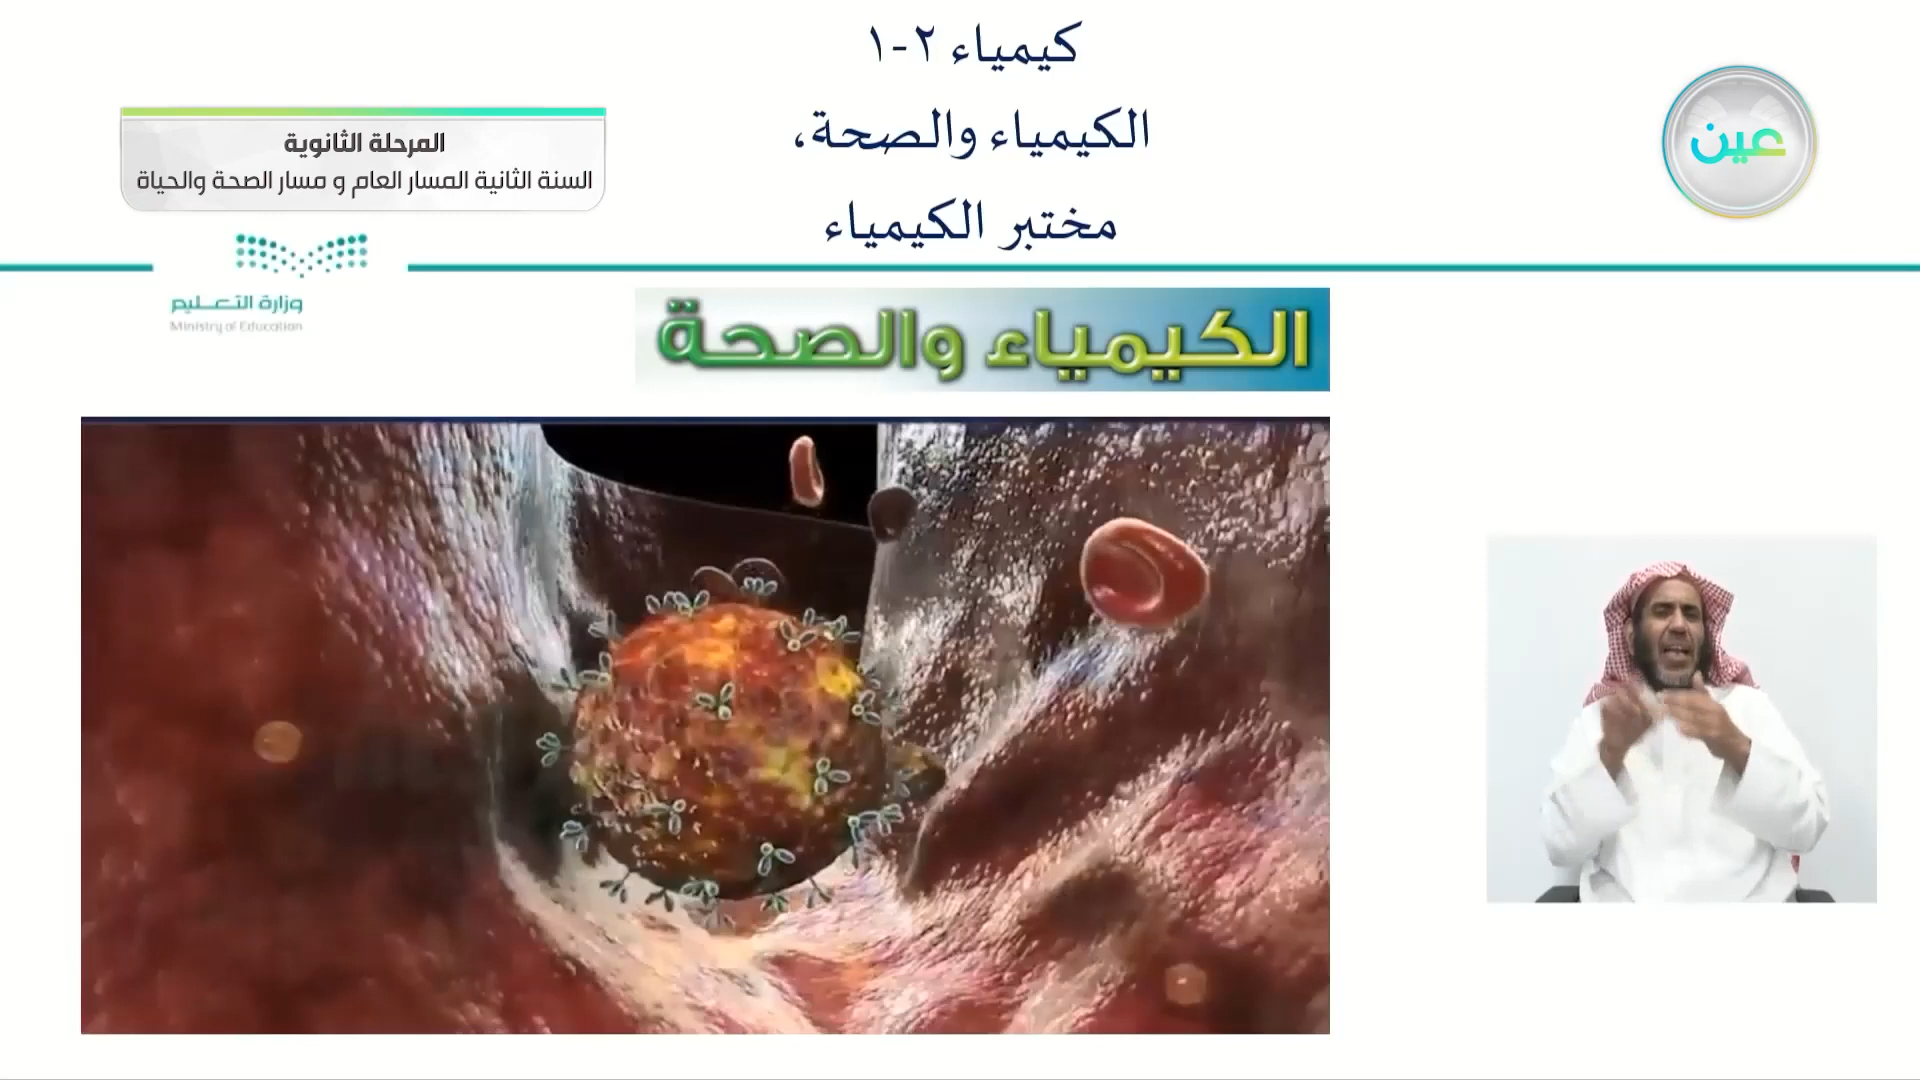 كيمياء ٢-١
الكيمياء والصحة،
مختبر الكيمياء
عين
المرحلة الثانوية
السنة الثانية المسار العام و مسار الصحة والحياة
وزارة التعليم
Ministry of Education
الكيمياء والصحة